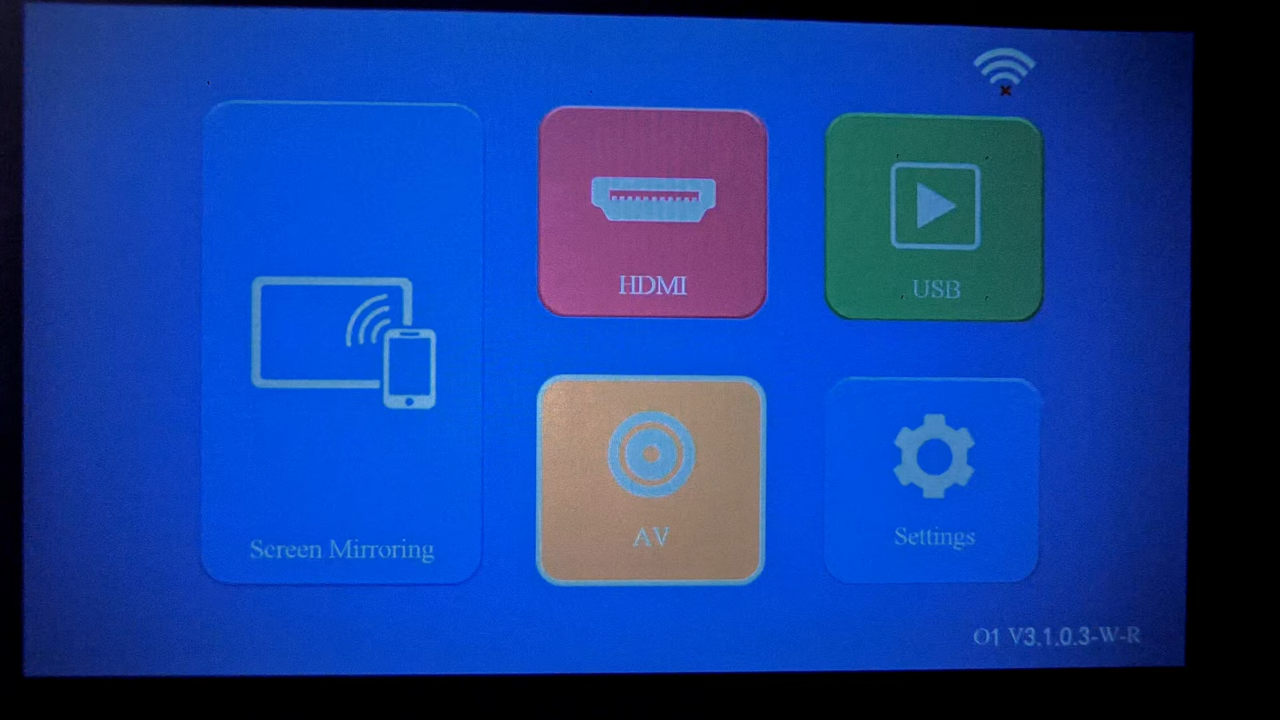 HDMI
USB
Screen Mirroring
AV
Settings
O1 V3.1.0.3-W-R